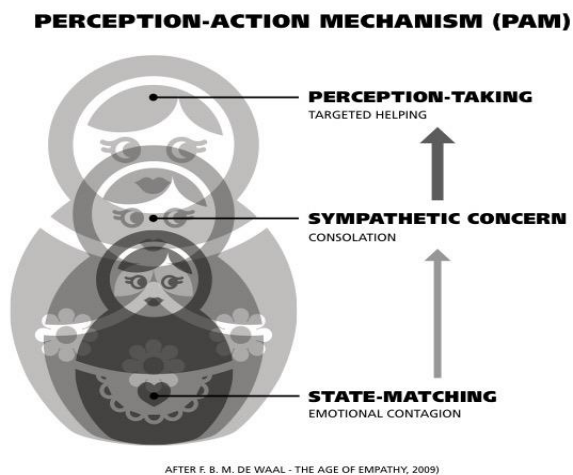 PERCEPTION-ACTION MECHANISM (PAM)
PERCEPTION-TAKING
TARGETED HELPING
SYMPATHETIC CONCERN
CONSOLATION
STATE-MATCHING
EMOTIONAL CONTAGION
AFTER F. B. M. DE WAAL - THE AGE OF EMPATHY, 2009)